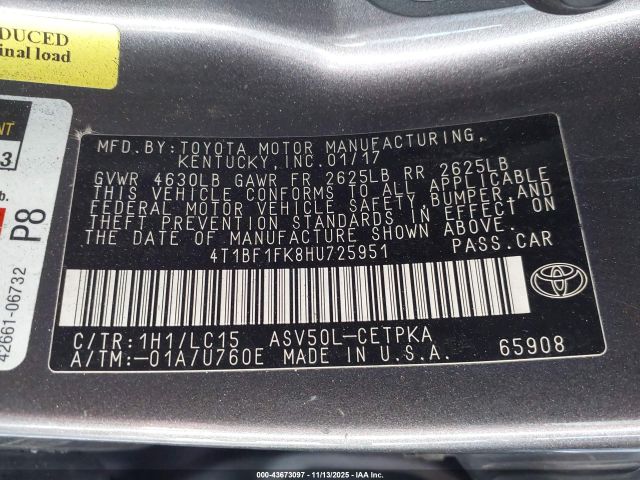 DUCED
inal load
NT
3
b.
P8
42661-06732
MFD. BY: TOYOTA MOTOR MANUFACTURING,
KENTUCKY, INC. 01/17
GVWR 4630LB GAWR FR 2625LB RR 2625LB
THIS VEHICLE CONFORMS TO ALL APPLICABLE
FEDERAL MOTOR VEHICLE SAFETY, BUMPER, AND
THEFT PREVENTION STANDARDS IN EFFECT ON
THE DATE OF MANUFACTURE SHOWN ABOVE.
4T1BF1FK8HU725951 PASS. CAR
TOYOTA
C/TR: 1H1/LC15 ASV50L-CETPKA
A/TM: -01A/U760E MADE IN U.S.A. 65908
000-43673097 - 11/13/2025 - IAA Inc.